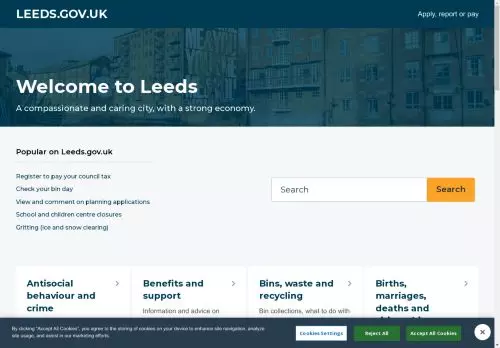 LEEDS.GOV.UK
Apply, report or pay
Welcome to Leeds
A compassionate and caring city, with a strong economy.
Popular on Leeds.gov.uk
Register to pay your council tax
Check your bin day
View and comment on planning applications
School and children centre closures
Gritting (ice and snow clearing)
Search
Search
Antisocial
behaviour and
crime
Benefits and
support
Information and advice on
Bins, waste and
recycling
Bin collections, what to do with
Births,
marriages,
deaths and
By clicking "Accept All Cookies", you agree to the storing of cookies on your device to enhance site navigation, analyze
site usage, and assist in our marketing efforts.
Cookies Settings
Reject All
Accept All Cookies